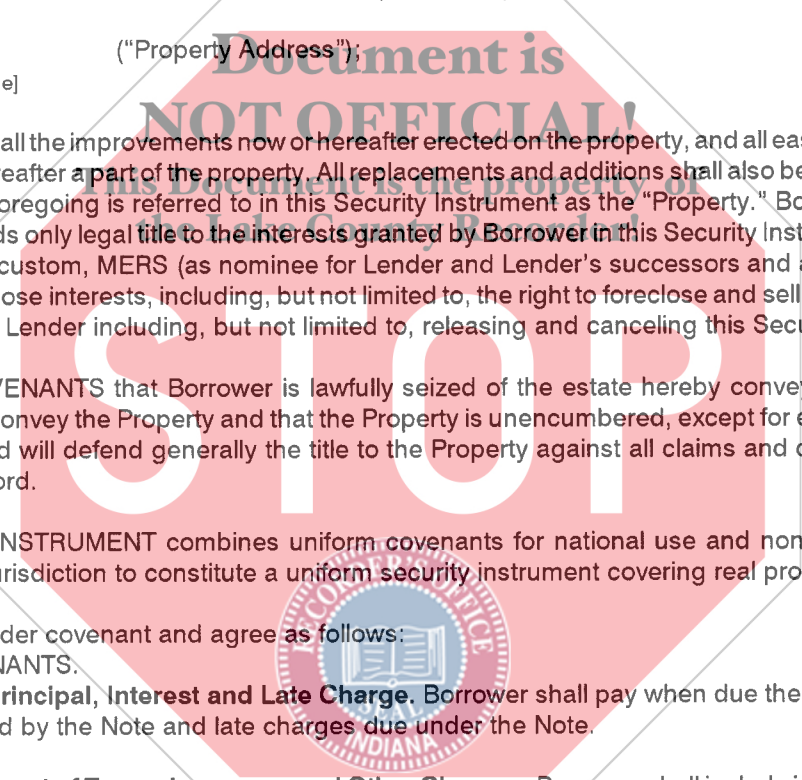 ("Property Address");
Document is
e]
NOT OFFICIAL!
all the improvements now or hereafter erected on the property, and all eas
eafter a part of the property. All replacements and additions shall also be
This Document is the property of
oregoing is referred to in this Security Instrument as the "Property." Bo
the Lake County Recorder!
ds only legal title to the interests granted by Borrower in this Security Inst
custom, MERS (as nominee for Lender and Lender's successors and a
ose interests, including, but not limited to, the right to foreclose and sell
Lender including, but not limited to, releasing and canceling this Secu
STOP
VENANTS that Borrower is lawfully seized of the estate hereby convey
onvey the Property and that the Property is unencumbered, except for e
d will defend generally the title to the Property against all claims and d
ord.
INSTRUMENT combines uniform covenants for national use and non
urisdiction to constitute a uniform security instrument covering real pro
RECORDER'S OFFICE
der covenant and agree as follows:
NANTS.
rincipal, Interest and Late Charge. Borrower shall pay when due the
d by the Note and late charges due under the Note.
SEAL
INDIANA